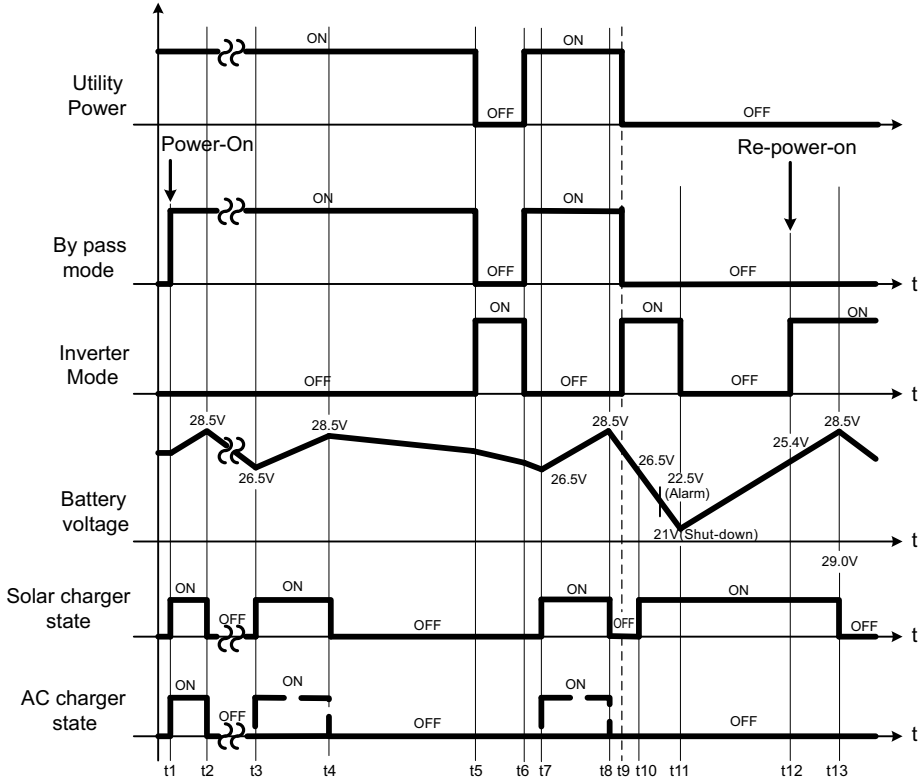 ON
ON
Utility
Power
OFF
OFF
Power-On
Re-power-on
ON
ON
By pass
mode
OFF
OFF
t
ON
ON
ON
Inverter
Mode
OFF
OFF
OFF
t
28.5V
28.5V
28.5V
28.5V
26.5V
26.5V
26.5V
22.5V
(Alarm)
25.4V
Battery
voltage
21V(Shut-down)
t
29.0V
Solar charger
state
ON
ON
ON
ON
OFF
OFF
OFF
OFF
t
AC charger
state
ON
ON
ON
OFF
OFF
OFF
t
t1 t2 t3 t4 t5 t6 t7 t8 t9 t10 t11 t12 t13